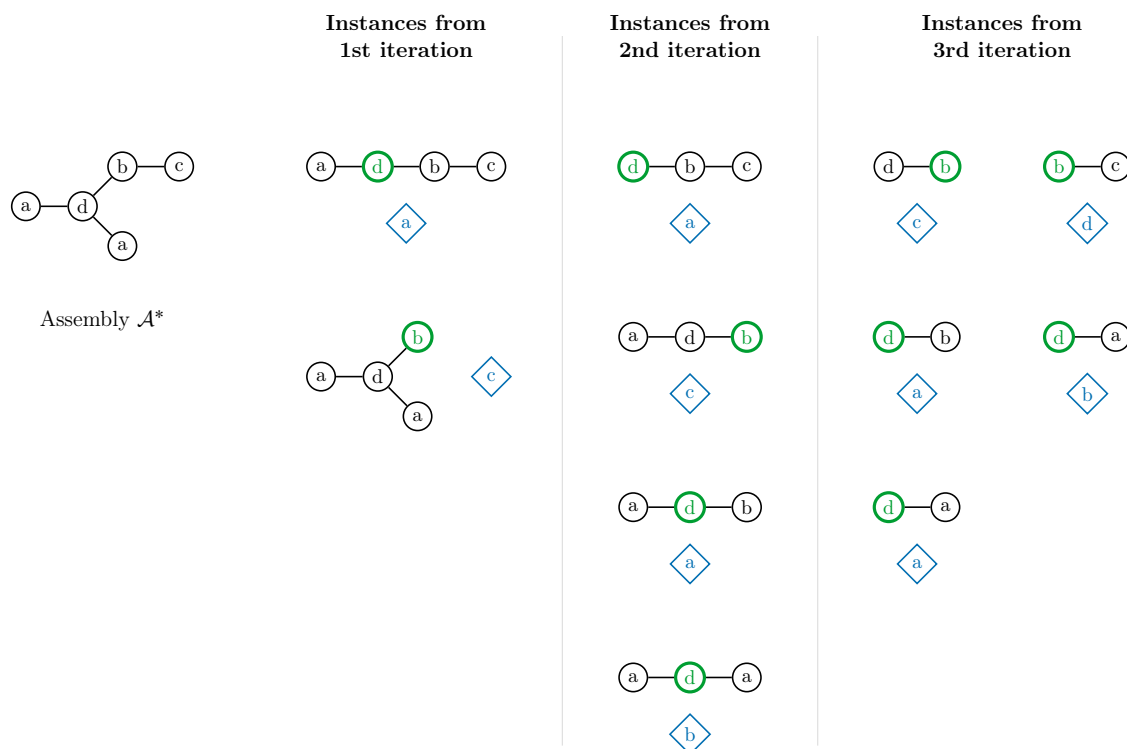 Instances from
1st iteration
Instances from
2nd iteration
Instances from
3rd iteration
b c
a d
a
Assembly 𝒜*
a d b c
a
b
a d c
a
d b c
a
a d b
c
a d b
a
a d a
b
d b b c
c d
d b d a
a b
d a
a